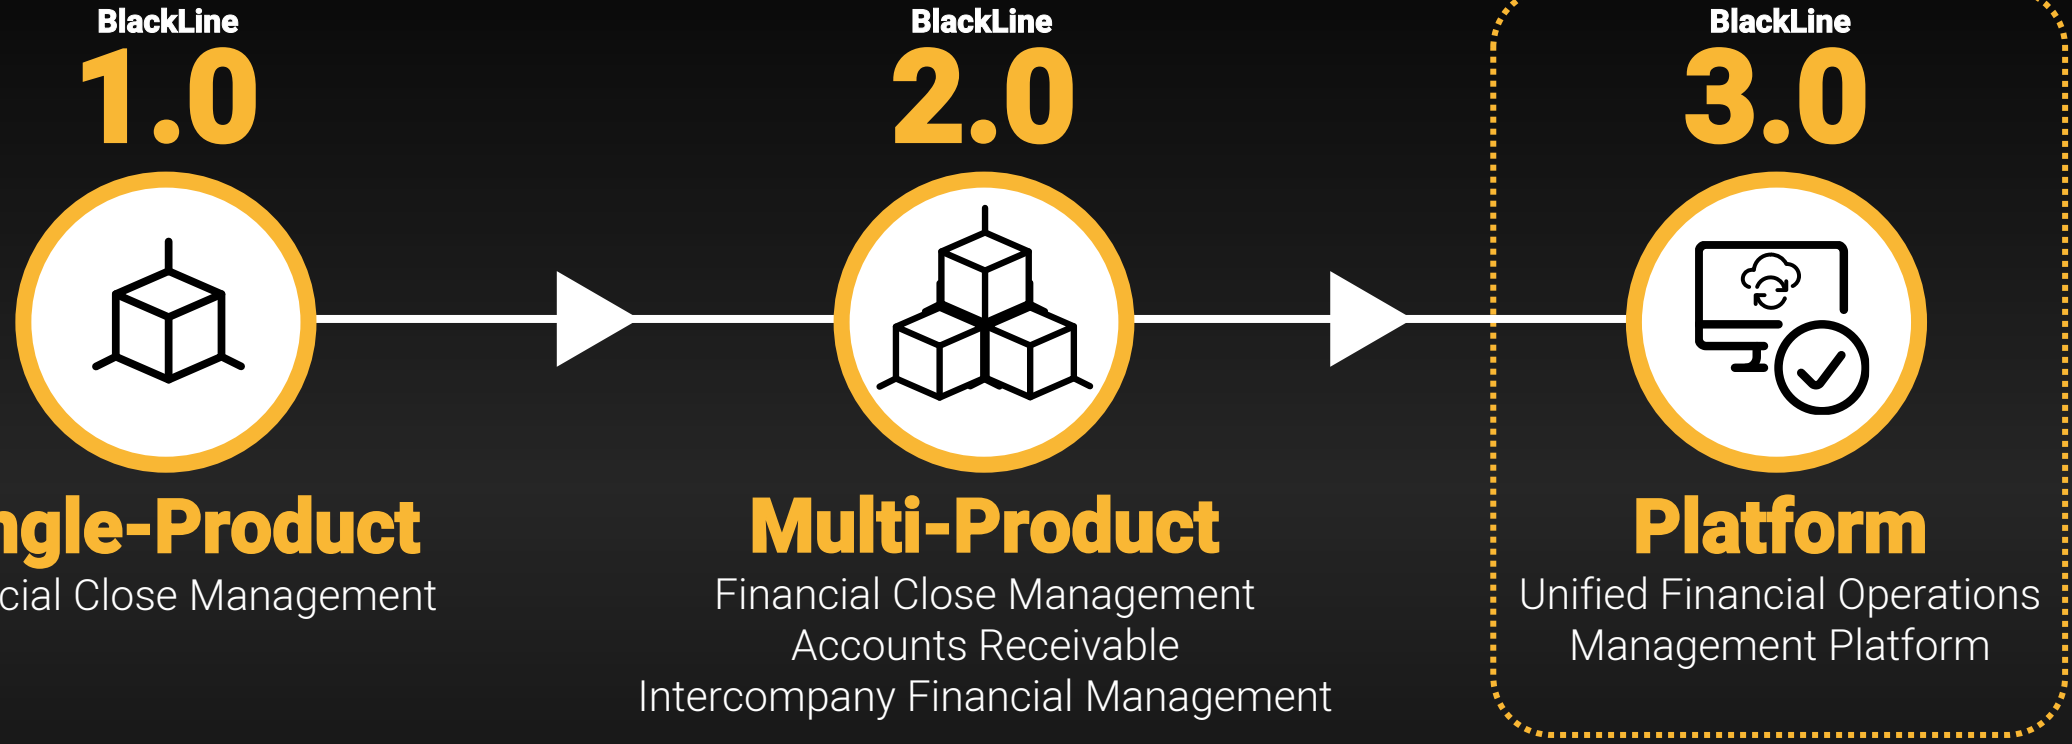 BlackLine
1.0
ngle-Product
cial Close Management
BlackLine
2.0
Multi-Product
Financial Close Management
Accounts Receivable
Intercompany Financial Management
BlackLine
3.0
Platform
Unified Financial Operations
Management Platform